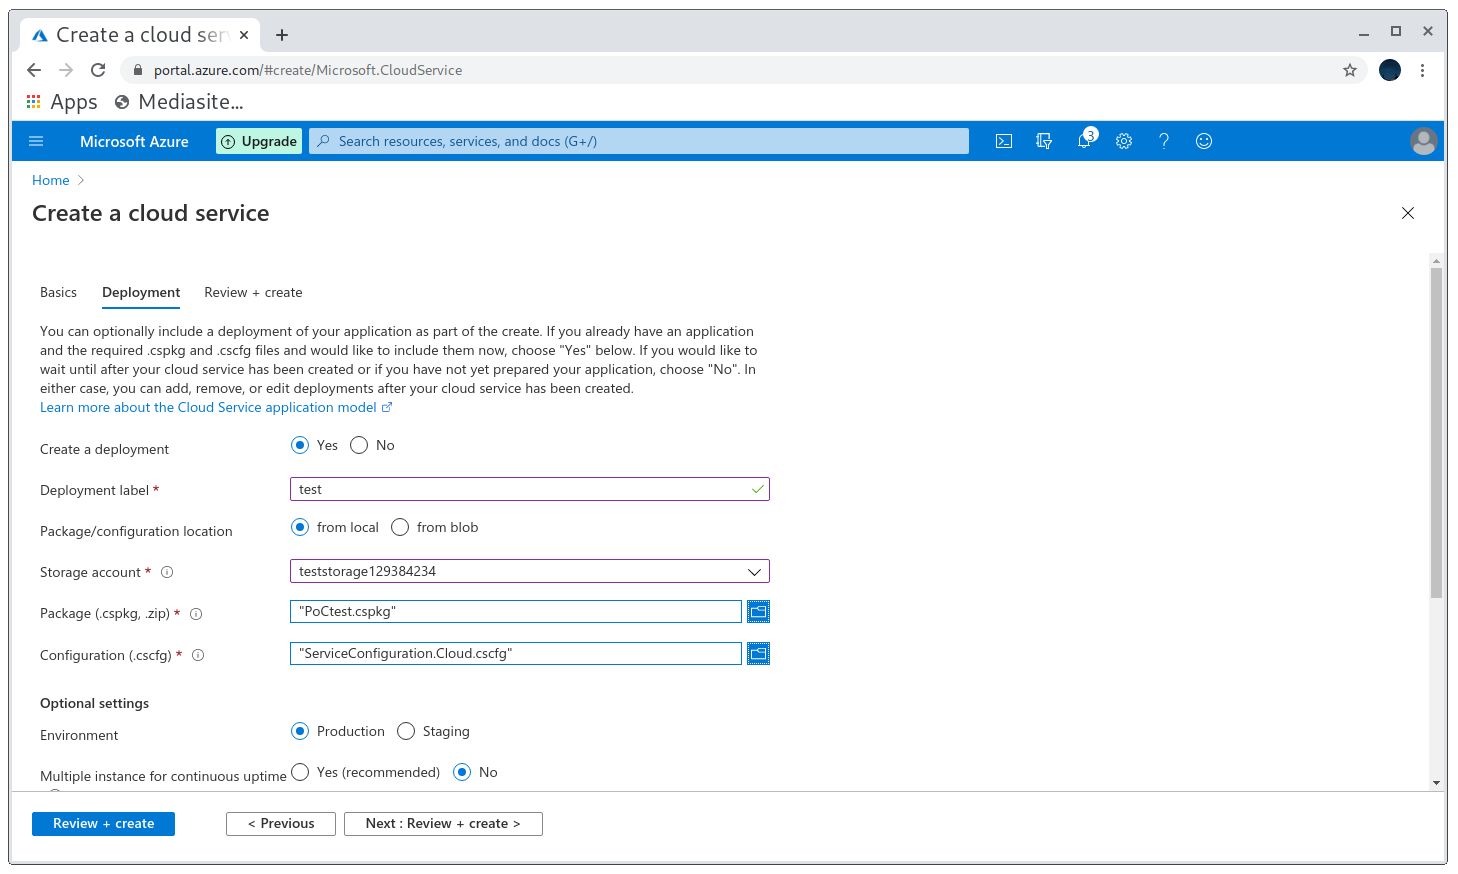 Create a cloud ser
portal.azure.com/#create/Microsoft.CloudService
Apps Mediasite...
Microsoft Azure Upgrade Search resources, services, and docs (G+/) 3
Home
Create a cloud service
Basics Deployment Review + create
You can optionally include a deployment of your application as part of the create. If you already have an application
and the required .cspkg and .cscfg files and would like to include them now, choose "Yes" below. If you would like to
wait until after your cloud service has been created or if you have not yet prepared your application, choose "No". In
either case, you can add, remove, or edit deployments after your cloud service has been created.
Learn more about the Cloud Service application model
Create a deployment Yes No
Deployment label * test
Package/configuration location from local from blob
Storage account * teststorage129384234
Package (.cspkg, .zip) * "PoCtest.cspkg"
Configuration (.cscfg) * "ServiceConfiguration.Cloud.cscfg"
Optional settings
Environment Production Staging
Multiple instance for continuous uptime Yes (recommended) No
Review + create < Previous Next : Review + create >